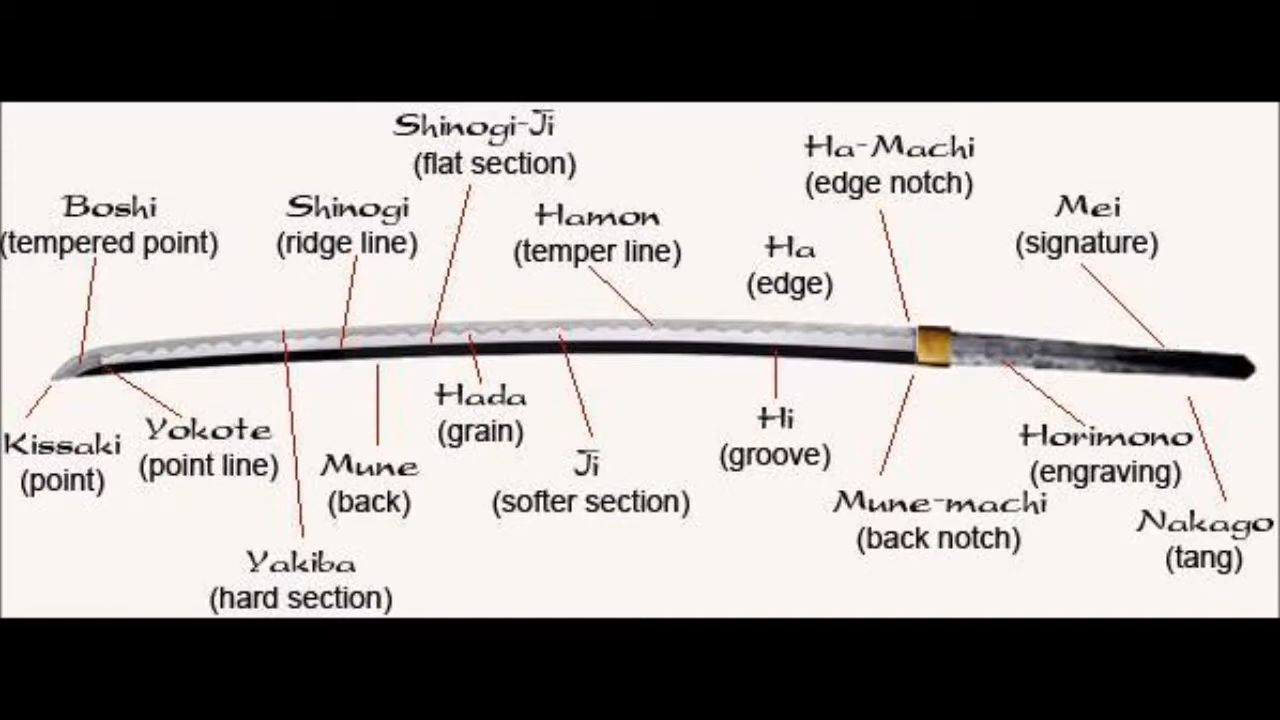 Shinogi-Ji
(flat section)
Ha-Machi
(edge notch)
Boshi
(tempered point)
Shinogi
(ridge line)
Hamon
(temper line)
Ha
(edge)
Mei
(signature)
Kissaki
(point)
Yokote
(point line)
Mune
(back)
Hada
(grain)
Ji
(softer section)
Hi
(groove)
Horimono
(engraving)
Mune-machi
(back notch)
Nakago
(tang)
Yakiba
(hard section)